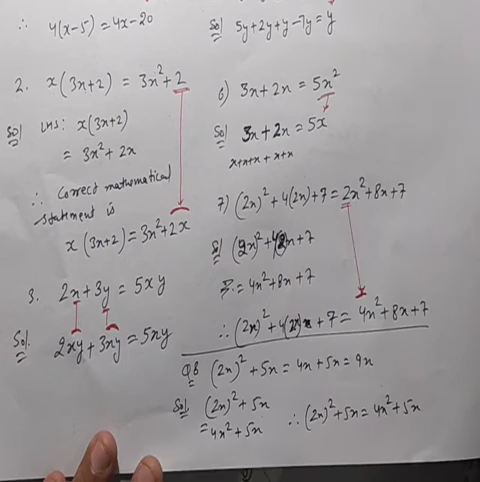 ∴ 4(x-5) = 4x-20
2. x(3x+2) = 3x²+2
Sol LHS: x(3x+2)
= 3x²+2x
∴ Correct mathematical
statement is
x(3x+2) = 3x²+2x
3. 2x+3y = 5xy
Sol. 2xy+3xy = 5xy
Sol 5y+2y+y-7y = y
6) 3x+2x = 5x²
Sol 3x+2x = 5x
x+x+x + x+x
7) (2x)²+4(2x)+7 = 2x²+8x+7
(2x)²+4(2x)+7
= 4x²+8x+7
∴ (2x)²+4(2x)+7 = 4x²+8x+7
Q8 (2x)²+5x = 4x+5x = 9x
Sol (2x)²+5x
= 4x²+5x
∴ (2x)²+5x = 4x²+5x